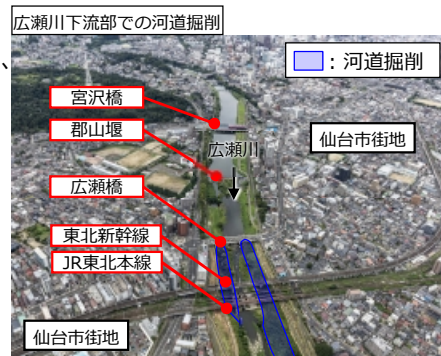 広瀬川下流部での河道掘削
、
：河道掘削
宮沢橋
郡山堰
広瀬川
仙台市街地
広瀬橋
東北新幹線
JR東北本線
仙台市街地